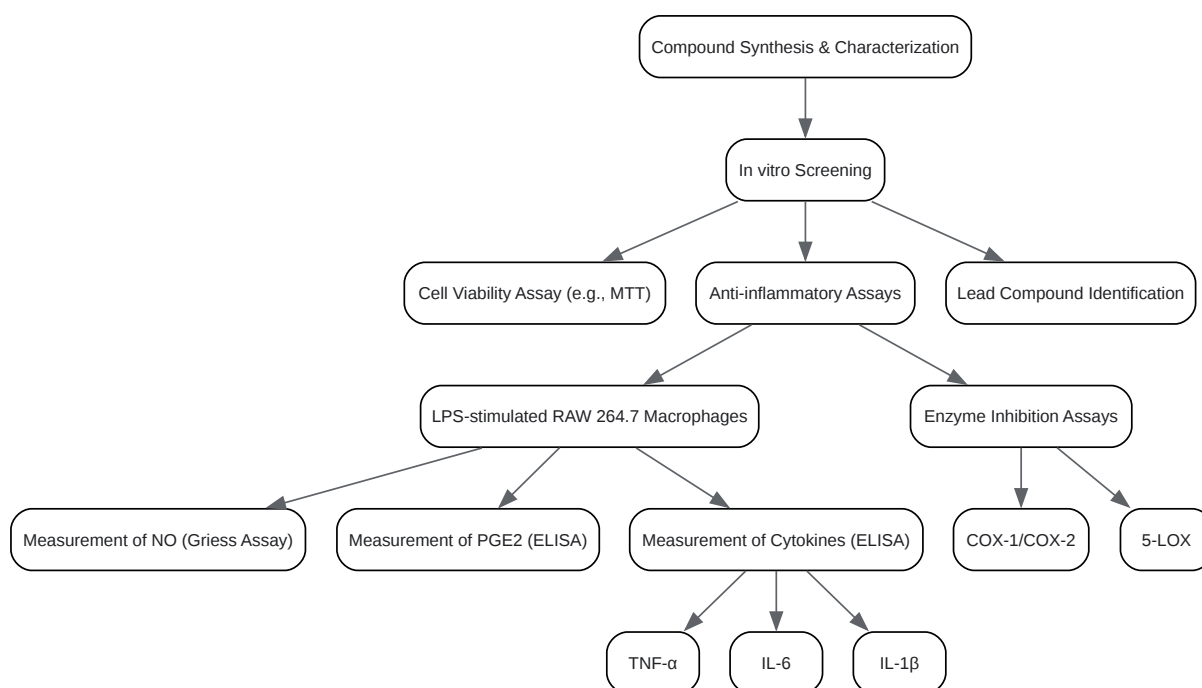 Compound Synthesis & Characterization
In vitro Screening
Cell Viability Assay (e.g., MTT)
Anti-inflammatory Assays
Lead Compound Identification
LPS-stimulated RAW 264.7 Macrophages
Enzyme Inhibition Assays
Measurement of NO (Griess Assay)
Measurement of PGE2 (ELISA)
Measurement of Cytokines (ELISA)
COX-1/COX-2
5-LOX
TNF-α
IL-6
IL-1β